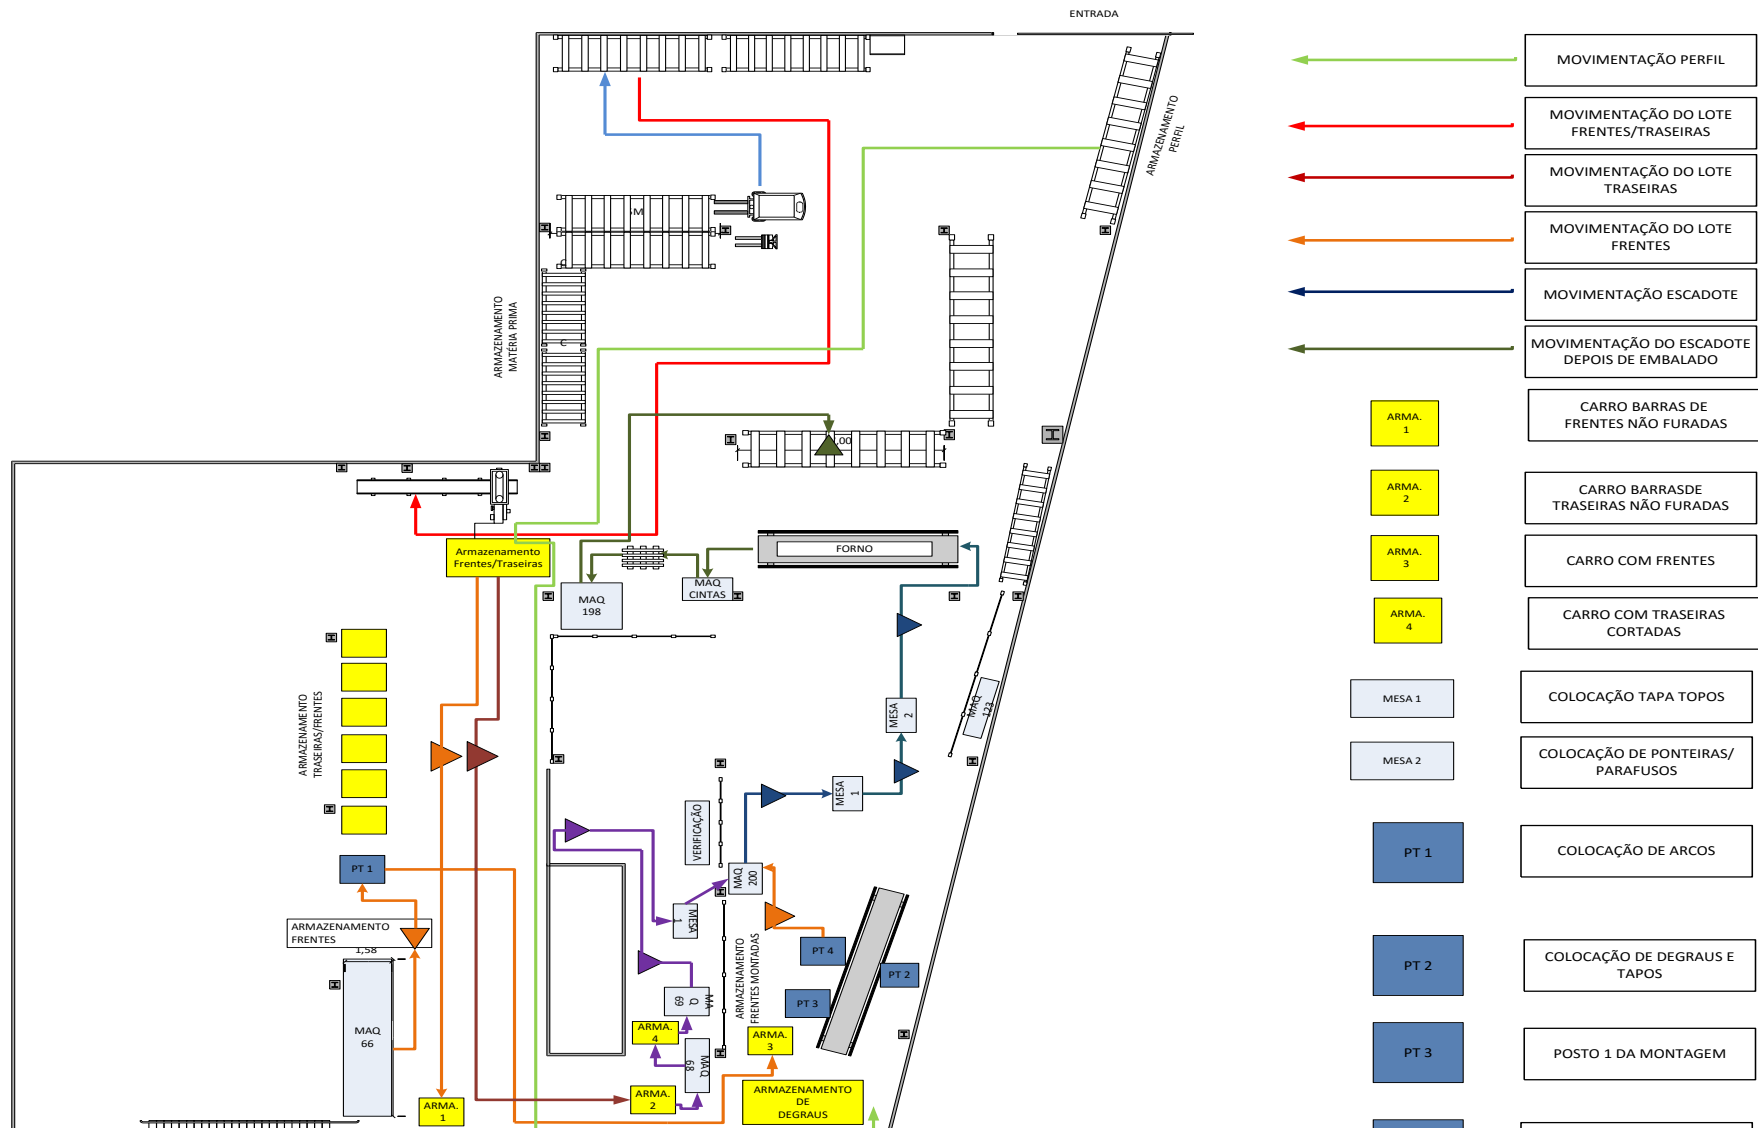 ENTRADA
ARMAZENAMENTO
PERFIL
ARMAZENAMENTO
MATÉRIA PRIMA
C
Armazenamento
Frentes/Traseiras
FORNO
MAQ
CINTAS
MAQ
198
ARMAZENAMENTO
TRASEIRAS/FRENTES
MESA
2
MAQ
123
MESA
1
VERIFICAÇÃO
MAQ
200
PT 1
MESA
1
ARMAZENAMENTO
FRENTES
1,58
MAQ
66
ARMAZENAMENTO
FRENTES MONTADAS
PT 4
PT 2
PT 3
MAQ
69
ARMA.
4
ARMA.
3
MAQ
68
ARMA.
2
ARMA.
1
ARMAZENAMENTO
DE
DEGRAUS
MOVIMENTAÇÃO PERFIL
MOVIMENTAÇÃO DO LOTE
FRENTES/TRASEIRAS
MOVIMENTAÇÃO DO LOTE
TRASEIRAS
MOVIMENTAÇÃO DO LOTE
FRENTES
MOVIMENTAÇÃO ESCADOTE
MOVIMENTAÇÃO DO ESCADOTE
DEPOIS DE EMBALADO
ARMA.
1
CARRO BARRAS DE
FRENTES NÃO FURADAS
ARMA.
2
CARRO BARRASDE
TRASEIRAS NÃO FURADAS
ARMA.
3
CARRO COM FRENTES
ARMA.
4
CARRO COM TRASEIRAS
CORTADAS
MESA 1
COLOCAÇÃO TAPA TOPOS
MESA 2
COLOCAÇÃO DE PONTEIRAS/
PARAFUSOS
PT 1
COLOCAÇÃO DE ARCOS
PT 2
COLOCAÇÃO DE DEGRAUS E
TAPOS
PT 3
POSTO 1 DA MONTAGEM